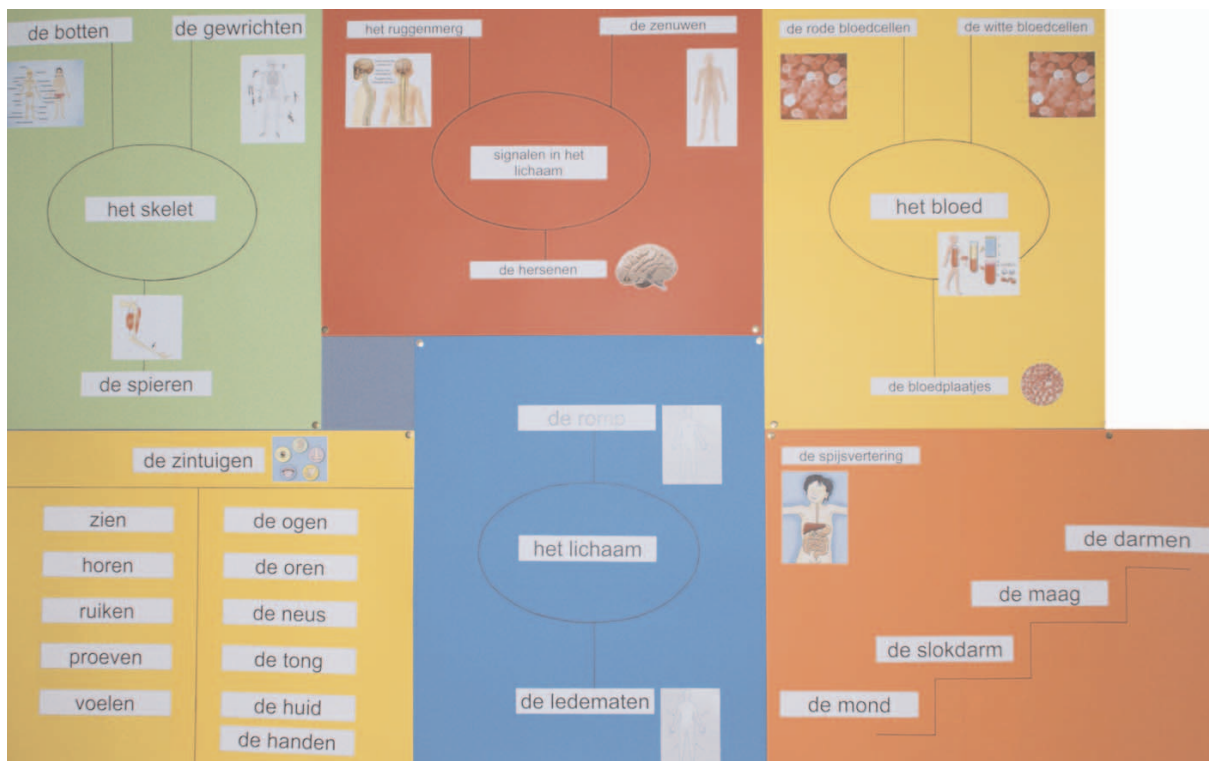 de botten
de gewrichten
het skelet
de spieren
het ruggenmerg
de zenuwen
signalen in het
lichaam
de hersenen
de rode bloedcellen
de witte bloedcellen
het bloed
de bloedplaatjes
de zintuigen
zien
de ogen
horen
de oren
ruiken
de neus
proeven
de tong
voelen
de huid
de handen
de romp
het lichaam
de ledematen
de spijsvertering
de darmen
de maag
de slokdarm
de mond